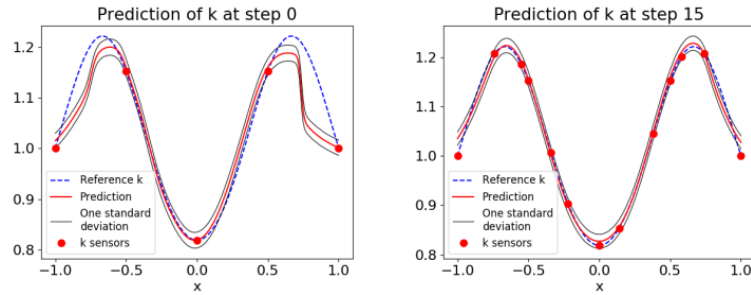 Prediction of k at step 0
1.2
1.1
1.0
0.9
0.8
Reference k
Prediction
One standard
deviation
k sensors
−1.0 −0.5 0.0 0.5 1.0
x
Prediction of k at step 15
1.2
1.1
1.0
0.9
0.8
Reference k
Prediction
One standard
deviation
k sensors
−1.0 −0.5 0.0 0.5 1.0
x